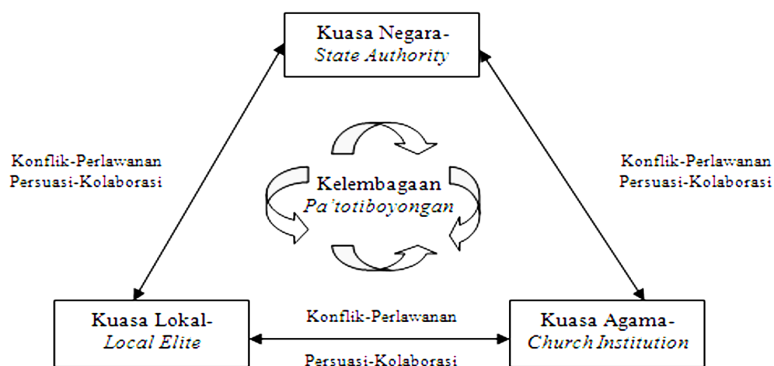 Kuasa Negara-
State Authority
Konflik-Perlawanan
Persuasi-Kolaborasi
Konflik-Perlawanan
Persuasi-Kolaborasi
Kelembagaan
Pa'totiboyongan
Kuasa Lokal-
Local Elite
Konflik-Perlawanan
Persuasi-Kolaborasi
Kuasa Agama-
Church Institution